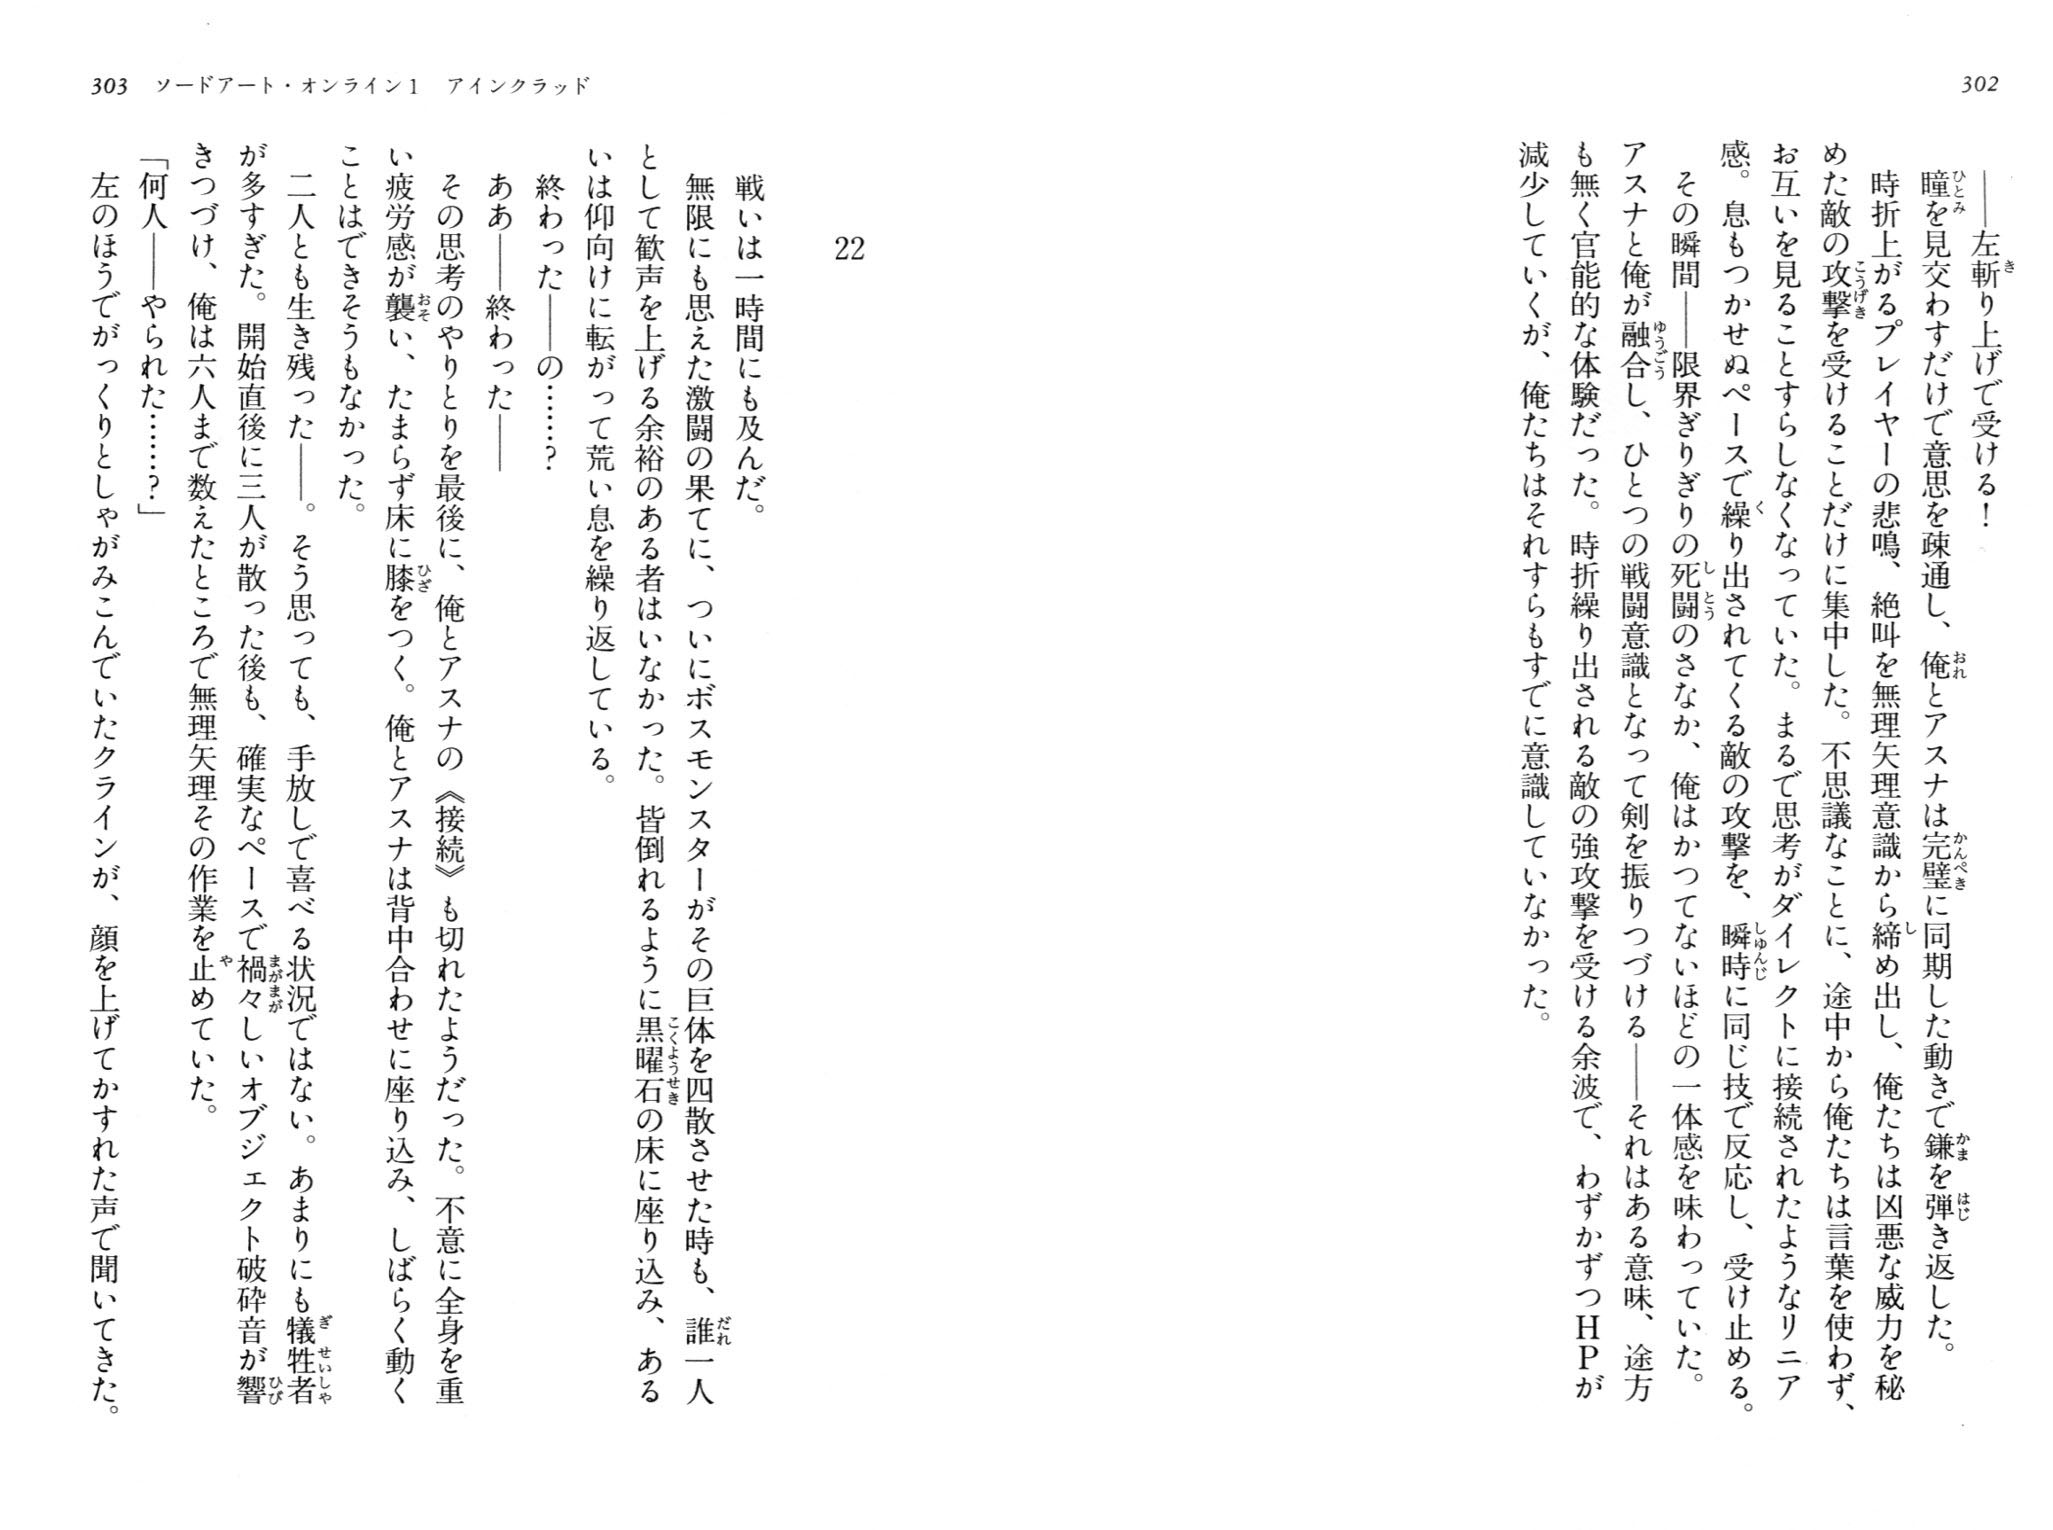 302
――左斬り上げで受ける！
瞳を見交わすだけで意思を疎通し、俺とアスナは完璧に同期した動きで鎌を弾き返した。
時折上がるプレイヤーの悲鳴、絶叫を無理矢理意識から締め出し、俺たちは凶悪な威力を秘
めた敵の攻撃を受けることだけに集中した。不思議なことに、途中から俺たちは言葉を使わず、
お互いを見ることすらしなくなっていた。まるで思考がダイレクトに接続されたようなリニア
感。息もつかせぬペースで繰り出されてくる敵の攻撃を、瞬時に同じ技で反応し、受け止める。
その瞬間――限界ぎりぎりの死闘のさなか、俺はかつてないほどの一体感を味わっていた。
アスナと俺が融合し、ひとつの戦闘意識となって剣を振りつづける――それはある意味、途方
も無く官能的な体験だった。時折繰り出される敵の強攻撃を受ける余波で、わずかずつＨＰが
減少していくが、俺たちはそれすらもすでに意識していなかった。
303 ソードアート・オンライン1 アインクラッド
22
戦いは一時間にも及んだ。
無限にも思えた激闘の果てに、ついにボスモンスターがその巨体を四散させた時も、誰一人
として歓声を上げる余裕のある者はいなかった。皆倒れるように黒曜石の床に座り込み、ある
いは仰向けに転がって荒い息を繰り返している。
終わった――の……？
ああ――終わった――
その思考のやりとりを最後に、俺とアスナの《接続》も切れたようだった。不意に全身を重
い疲労感が襲い、たまらず床に膝をつく。俺とアスナは背中合わせに座り込み、しばらく動く
ことはできそうもなかった。
二人とも生き残った――。そう思っても、手放しで喜べる状況ではない。あまりにも犠牲者
が多すぎた。開始直後に三人が散った後も、確実なペースで禍々しいオブジェクト破砕音が響
きつづけ、俺は六人まで数えたところで無理矢理その作業を止めていた。
「何人――やられた……？」
左のほうでがっくりとしゃがみこんでいたクラインが、顔を上げてかすれた声で聞いてきた。